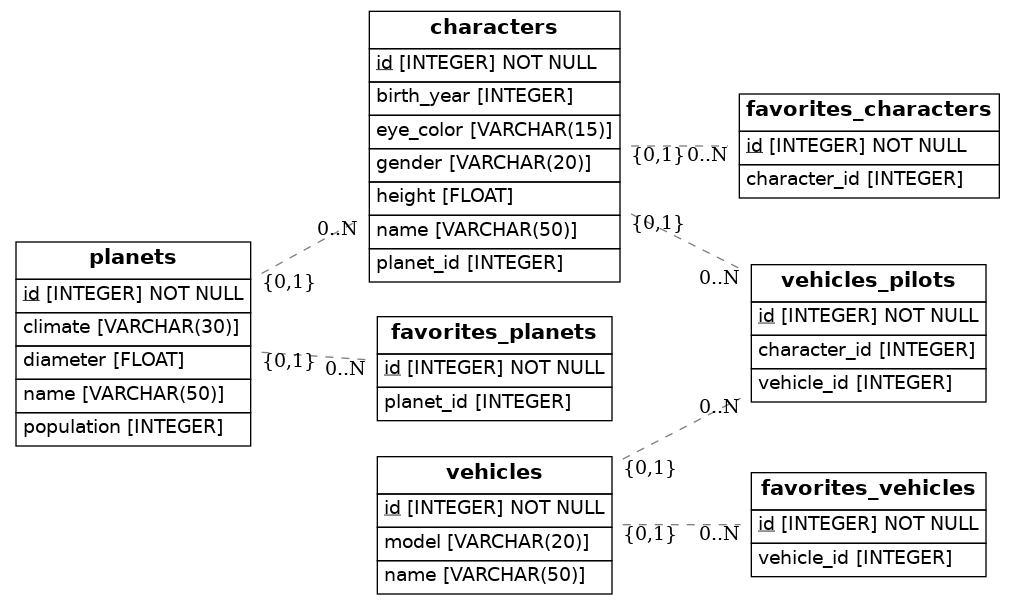 characters
id [INTEGER] NOT NULL
birth_year [INTEGER]
eye_color [VARCHAR(15)]
gender [VARCHAR(20)]
height [FLOAT]
name [VARCHAR(50)]
planet_id [INTEGER]
favorites_characters
id [INTEGER] NOT NULL
character_id [INTEGER]
{0,1}
0..N
{0,1}
0..N
0..N
{0,1}
planets
id [INTEGER] NOT NULL
climate [VARCHAR(30)]
diameter [FLOAT]
name [VARCHAR(50)]
population [INTEGER]
{0,1}
0..N
favorites_planets
id [INTEGER] NOT NULL
planet_id [INTEGER]
vehicles_pilots
id [INTEGER] NOT NULL
character_id [INTEGER]
vehicle_id [INTEGER]
0..N
{0,1}
vehicles
id [INTEGER] NOT NULL
model [VARCHAR(20)]
name [VARCHAR(50)]
{0,1}
0..N
favorites_vehicles
id [INTEGER] NOT NULL
vehicle_id [INTEGER]